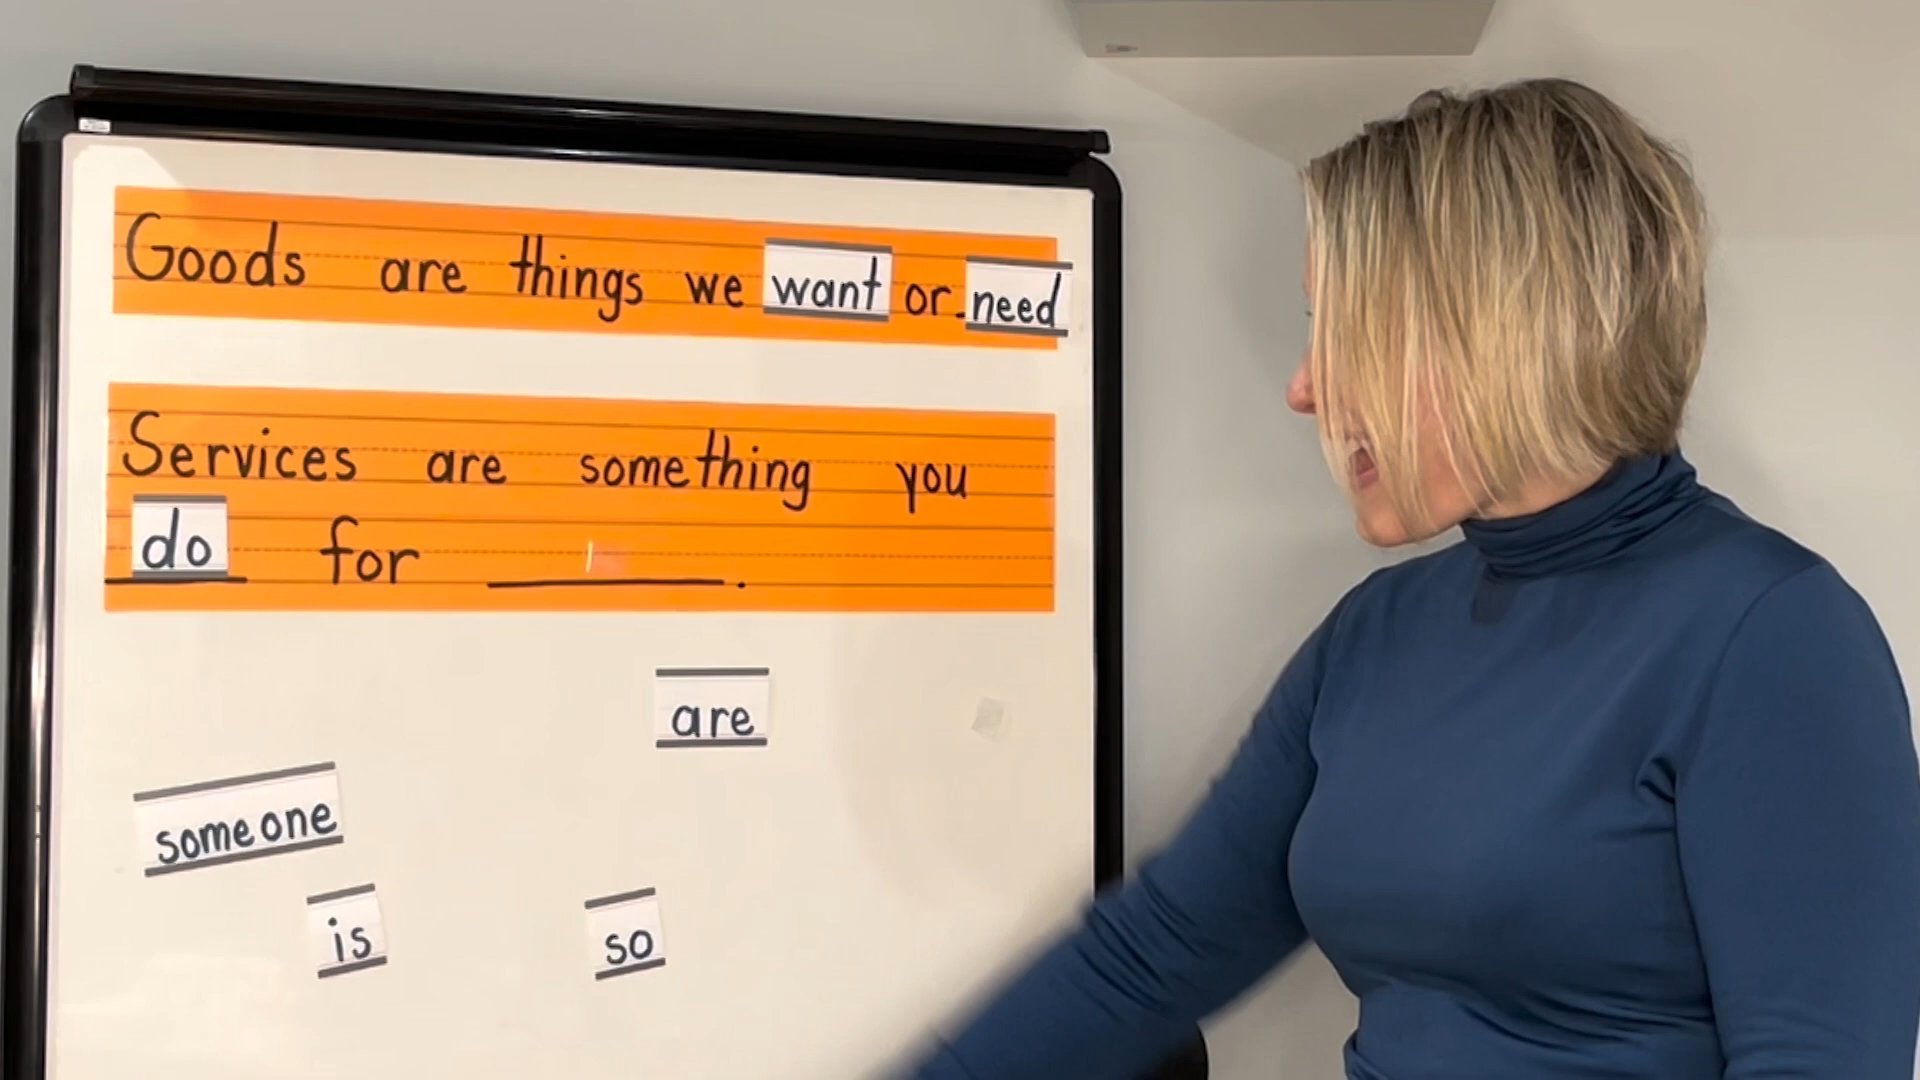 Goods are things we want or need
Services are something you
do for ______.
are
someone
is
so